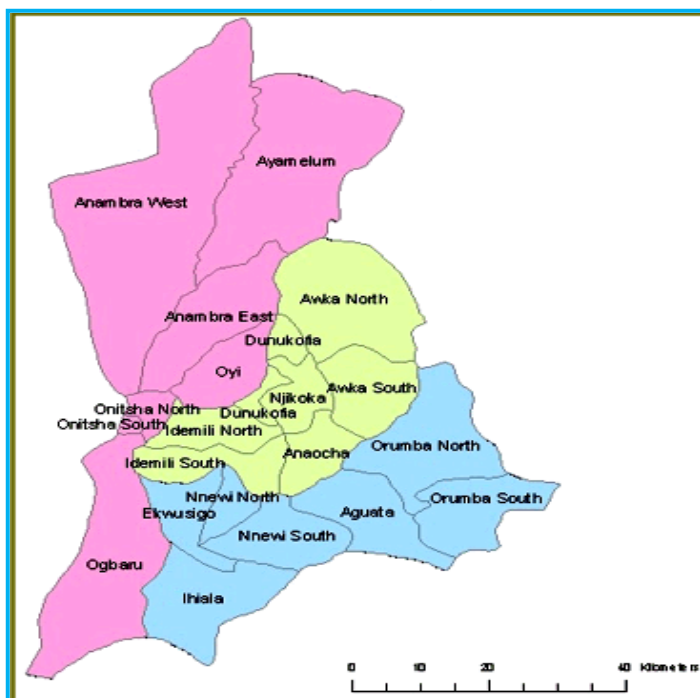 Ayamelum
Anambra West
Awka North
Anambra East
Dunukofia
Oyi
Awka South
Njikoka
Onitsha North
Dunukofia
Onitsha South
Idemili North
Orumba North
Anaocha
Idemili South
Nnewi North
Orumba South
Ekwusigo
Aguata
Nnewi South
Ogbaru
Ihiala
0 10 20 40 Kilometers